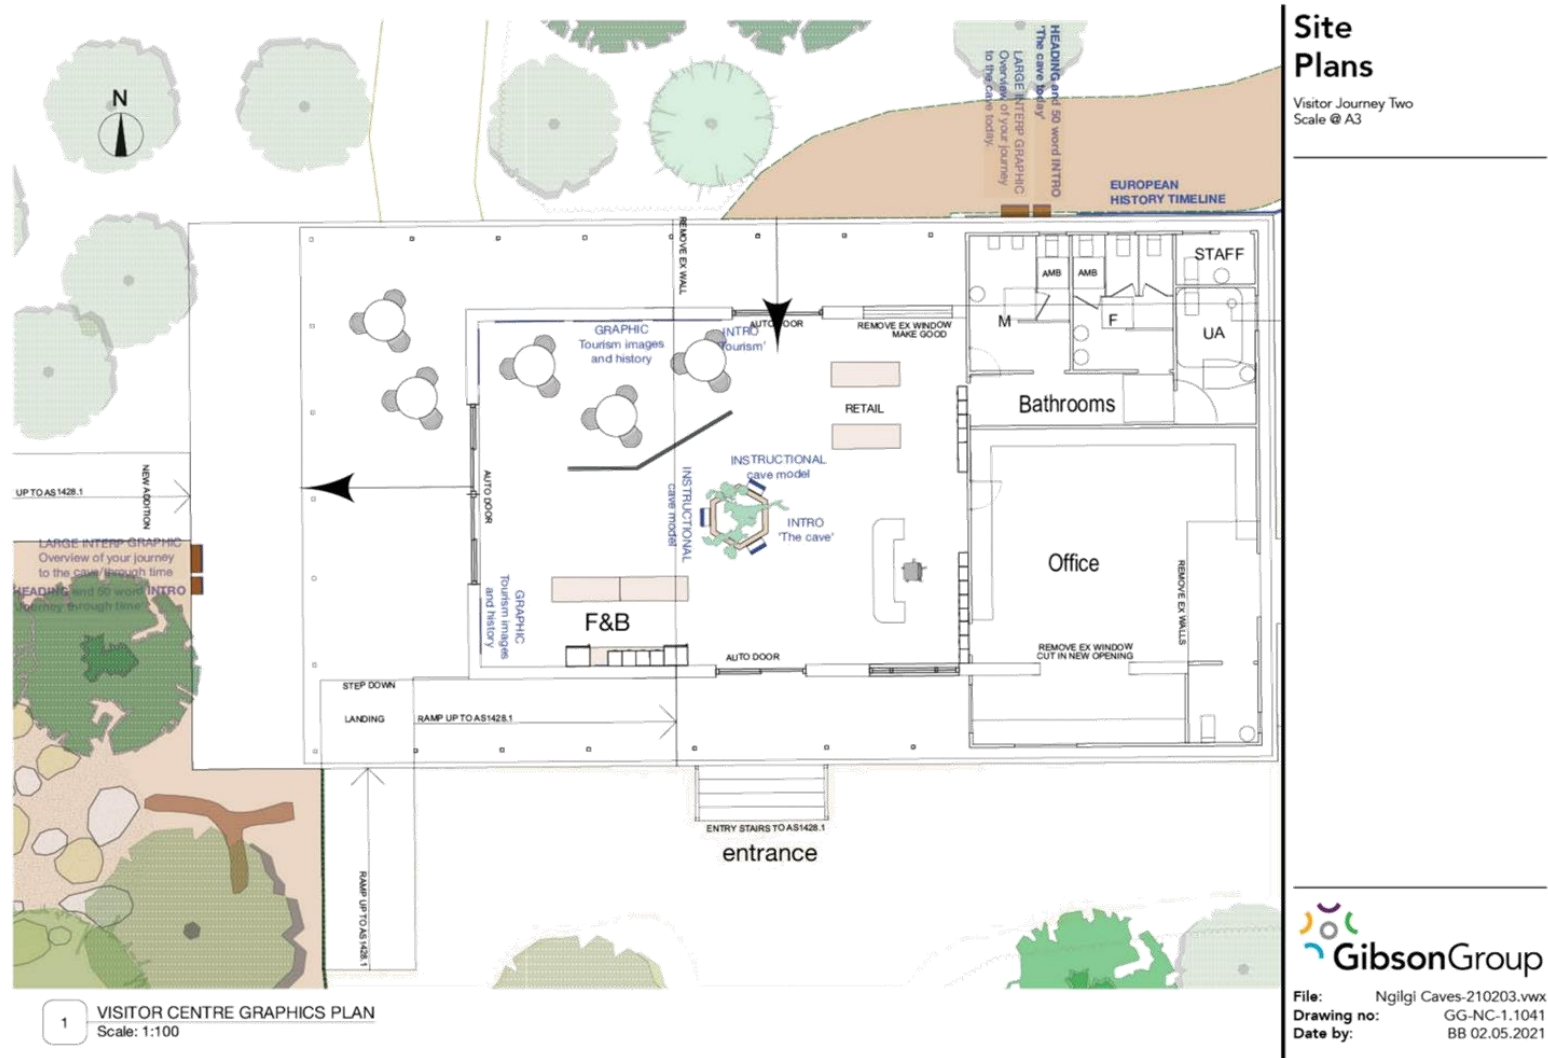 Site
Plans
Visitor Journey Two
Scale @ A3
N
HEADING and 50 word INTRO
'The cave today'
LARGE INTERP GRAPHIC
Overview of your journey
to the cave today.
EUROPEAN
HISTORY TIMELINE
REMOVE EX WALL
STAFF
AMB
AMB
M
F
UA
AUTO DOOR
REMOVE EX WINDOW
MAKE GOOD
GRAPHIC
Tourism images
and history
INTRO
'Tourism'
RETAIL
Bathrooms
INSTRUCTIONAL
cave model
INSTRUCTIONAL
cave model
INTRO
'The cave'
AUTO DOOR
UP TO AS1428.1
NEW ADDITION
LARGE INTERP GRAPHIC
Overview of your journey
to the cave through time
HEADING and 50 word INTRO
'Journey through time'
GRAPHIC
Tourism images
and history
F&B
Office
REMOVE EX WALLS
REMOVE EX WINDOW
CUT IN NEW OPENING
AUTO DOOR
STEP DOWN
LANDING
RAMP UP TO AS1428.1
RAMP UP TO AS1428.1
ENTRY STAIRS TO AS1428.1
entrance
1
VISITOR CENTRE GRAPHICS PLAN
Scale: 1:100
GibsonGroup
File: Ngilgi Caves-210203.vwx
Drawing no: GG-NC-1.1041
Date by: BB 02.05.2021